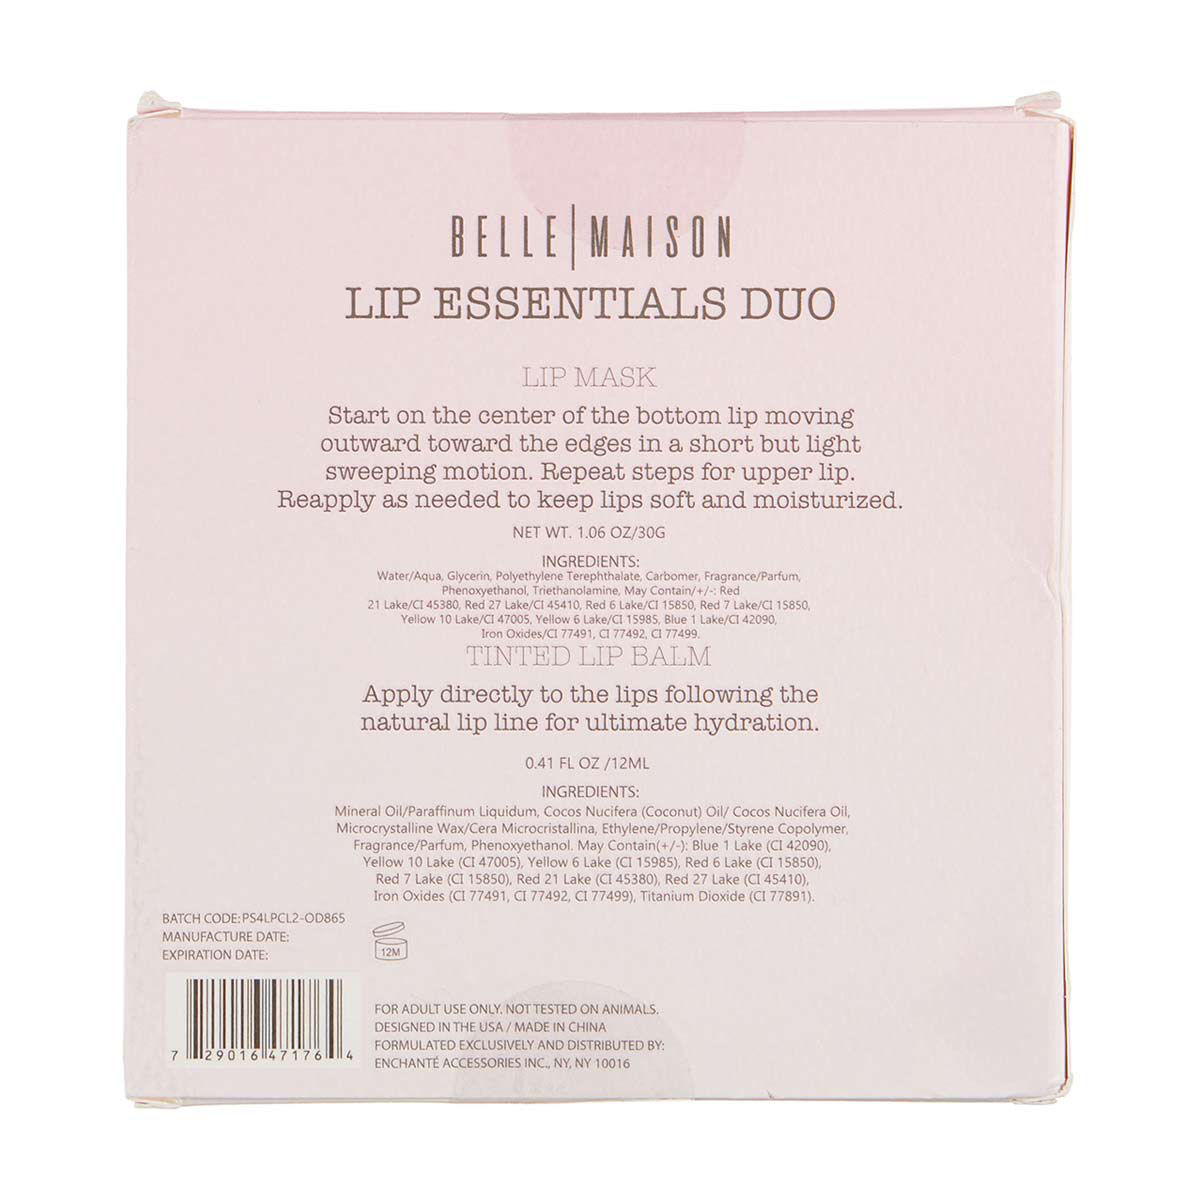 BELLE|MAISON
LIP ESSENTIALS DUO
LIP MASK
Start on the center of the bottom lip moving
outward toward the edges in a short but light
sweeping motion. Repeat steps for upper lip.
Reapply as needed to keep lips soft and moisturized.
NET WT. 1.06 OZ/30G
INGREDIENTS:
Water/Aqua, Glycerin, Polyethylene Terephthalate, Carbomer, Fragrance/Parfum,
Phenoxyethanol, Triethanolamine, May Contain/+/-: Red
21 Lake/CI 45380, Red 27 Lake/CI 45410, Red 6 Lake/CI 15850, Red 7 Lake/CI 15850,
Yellow 10 Lake/CI 47005, Yellow 6 Lake/CI 15985, Blue 1 Lake/CI 42090,
Iron Oxides/CI 77491, CI 77492, CI 77499.
TINTED LIP BALM
Apply directly to the lips following the
natural lip line for ultimate hydration.
0.41 FL OZ /12ML
INGREDIENTS:
Mineral Oil/Paraffinum Liquidum, Cocos Nucifera (Coconut) Oil/ Cocos Nucifera Oil,
Microcrystalline Wax/Cera Microcristallina, Ethylene/Propylene/Styrene Copolymer,
Fragrance/Parfum, Phenoxyethanol. May Contain(+/-): Blue 1 Lake (CI 42090),
Yellow 10 Lake (CI 47005), Yellow 6 Lake (CI 15985), Red 6 Lake (CI 15850),
Red 7 Lake (CI 15850), Red 21 Lake (CI 45380), Red 27 Lake (CI 45410),
Iron Oxides (CI 77491, CI 77492, CI 77499), Titanium Dioxide (CI 77891).
BATCH CODE:PS4LPCL2-OD865
MANUFACTURE DATE:
EXPIRATION DATE:
12M
7 29016 47176 4
FOR ADULT USE ONLY. NOT TESTED ON ANIMALS.
DESIGNED IN THE USA / MADE IN CHINA
FORMULATED EXCLUSIVELY AND DISTRIBUTED BY:
ENCHANTÉ ACCESSORIES INC., NY, NY 10016